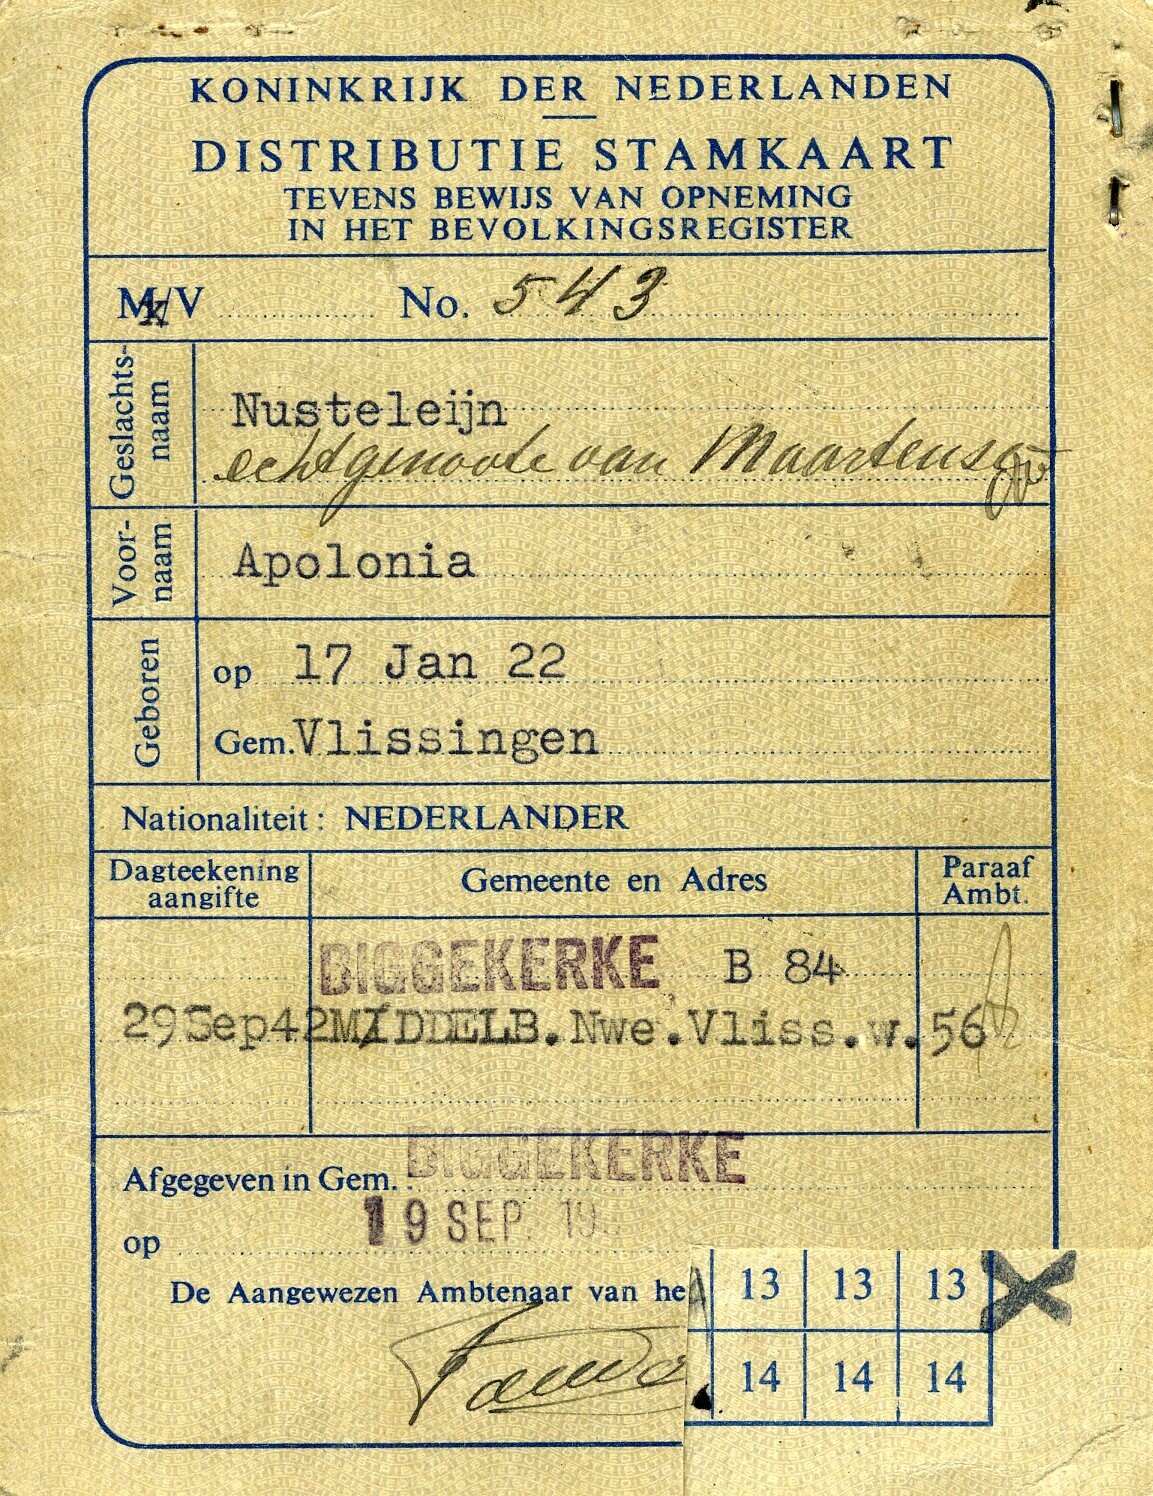 KONINKRIJK DER NEDERLANDEN
DISTRIBUTIE STAMKAART
TEVENS BEWIJS VAN OPNEMING
IN HET BEVOLKINGSREGISTER
M/V No. 543
Geslachts-
naam
Nusteleijn
echtgenoote van Maartense
Voor-
naam
Apolonia
Geboren
op 17 Jan 22
Gem. Vlissingen
Nationaliteit: NEDERLANDER
Dagteekening
aangifte
Gemeente en Adres
Paraaf
Ambt.
BIGGEKERKE B 84
29 Sep 42 MIDDELB. Nwe. Vliss. w. 56
Afgegeven in Gem. BIGGEKERKE
op 19 SEP. 19
De Aangewezen Ambtenaar van he
13 13 13
14 14 14